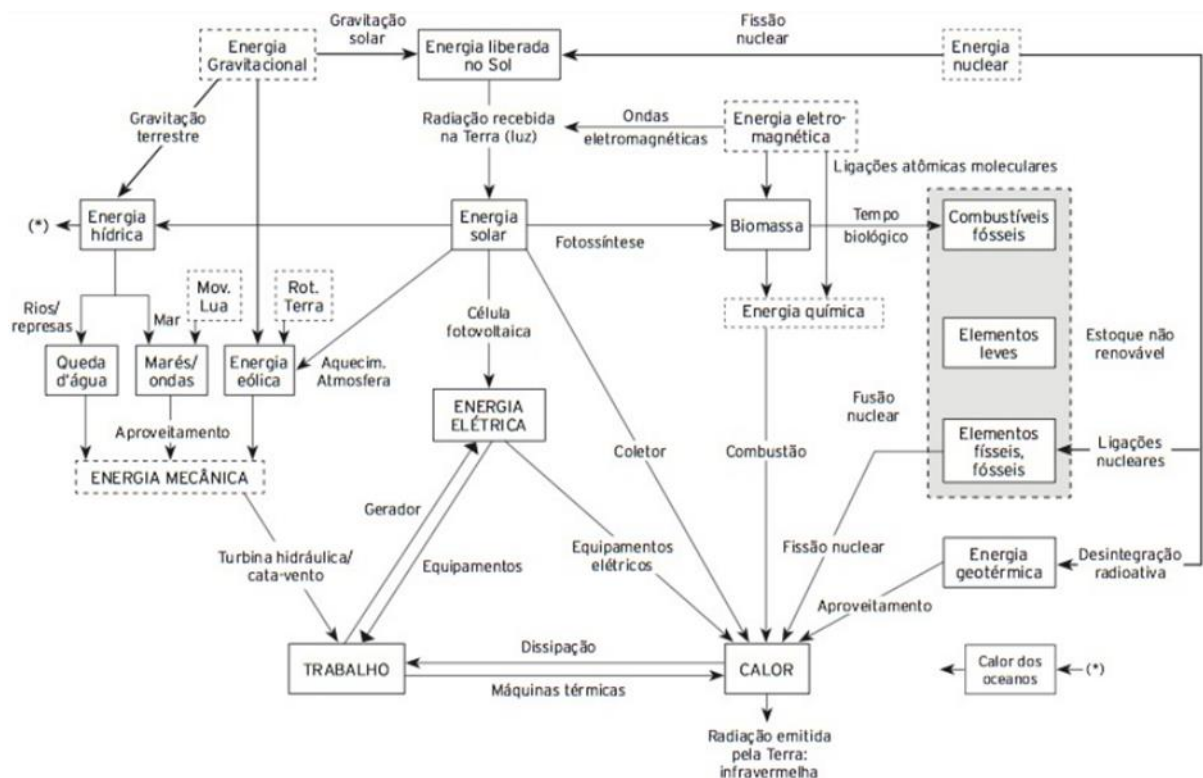 Energia
Gravitacional
Gravitação
solar
Energia liberada
no Sol
Fissão
nuclear
Energia
nuclear
Gravitação
terrestre
Radiação recebida
na Terra (luz)
Ondas
eletromagnéticas
Energia eletro-
magnética
Ligações atômicas moleculares
(*)
Energia
hídrica
Energia
solar
Fotossíntese
Biomassa
Tempo
biológico
Combustíveis
fósseis
Rios/
represas
Mar
Mov.
Lua
Rot.
Terra
Célula
fotovoltaica
Energia química
Queda
d'água
Marés/
ondas
Energia
eólica
Aquecim.
Atmosfera
Elementos
leves
Estoque não
renovável
ENERGIA
ELÉTRICA
Fusão
nuclear
Aproveitamento
Coletor
Combustão
Elementos
físseis,
fósseis
Ligações
nucleares
ENERGIA MECÂNICA
Gerador
Turbina hidráulica/
cata-vento
Equipamentos
Equipamentos
elétricos
Fissão nuclear
Energia
geotérmica
Desintegração
radioativa
Aproveitamento
TRABALHO
Dissipação
Máquinas térmicas
CALOR
Calor dos
oceanos
(*)
Radiação emitida
pela Terra:
infravermelha